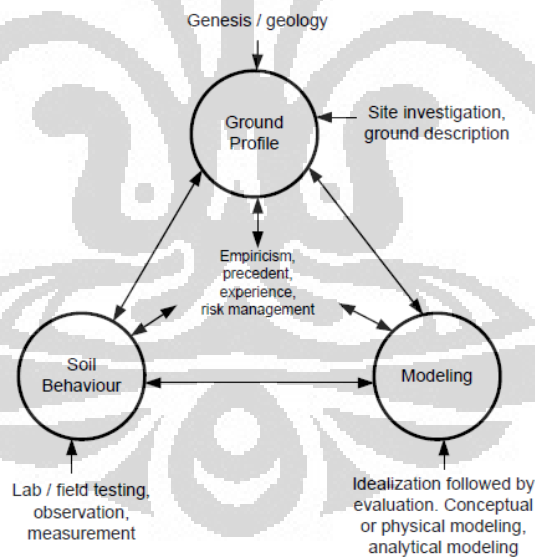 Genesis / geology
Ground
Profile
Site investigation,
ground description
Empiricism,
precedent,
experience,
risk management
Soil
Behaviour
Modeling
Lab / field testing,
observation,
measurement
Idealization followed by
evaluation. Conceptual
or physical modeling,
analytical modeling